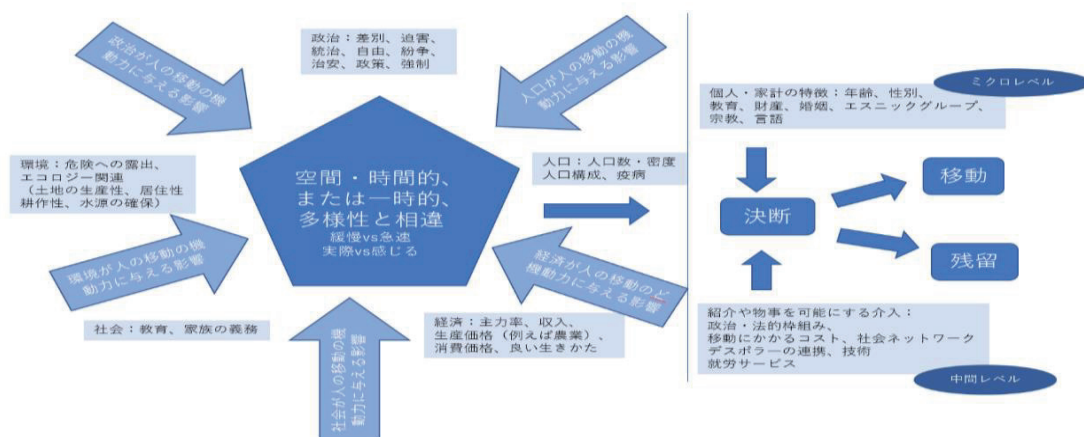 政治が人の移動の機
動力に与える影響
政治：差別、迫害、
統治、自由、紛争、
治安、政策、強制
人口が人の移動の機
動力に与える影響
環境：危険への露出、
エコロジー関連
（土地の生産性、居住性
耕作性、水源の確保）
空間・時間的、
または一時的、
多様性と相違
緩慢vs急速
実際vs感じる
人口：人口数・密度
人口構成、疫病
環境が人の移動の機
動力に与える影響
経済が人の移動のど
機動力に与える影響
社会：教育、家族の義務
社会が人の移動の機
動力に与える影響
経済：主力率、収入、
生産価格（例えば農業）、
消費価格、良い生きかた
ミクロレベル
個人・家計の特徴：年齢、性別、
教育、財産、婚姻、エスニックグループ、
宗教、言語
決断
移動
残留
紹介や物事を可能にする介入：
政治・法的枠組み、
移動にかかるコスト、社会ネットワーク
デスポラーの連携、技術
就労サービス
中間レベル